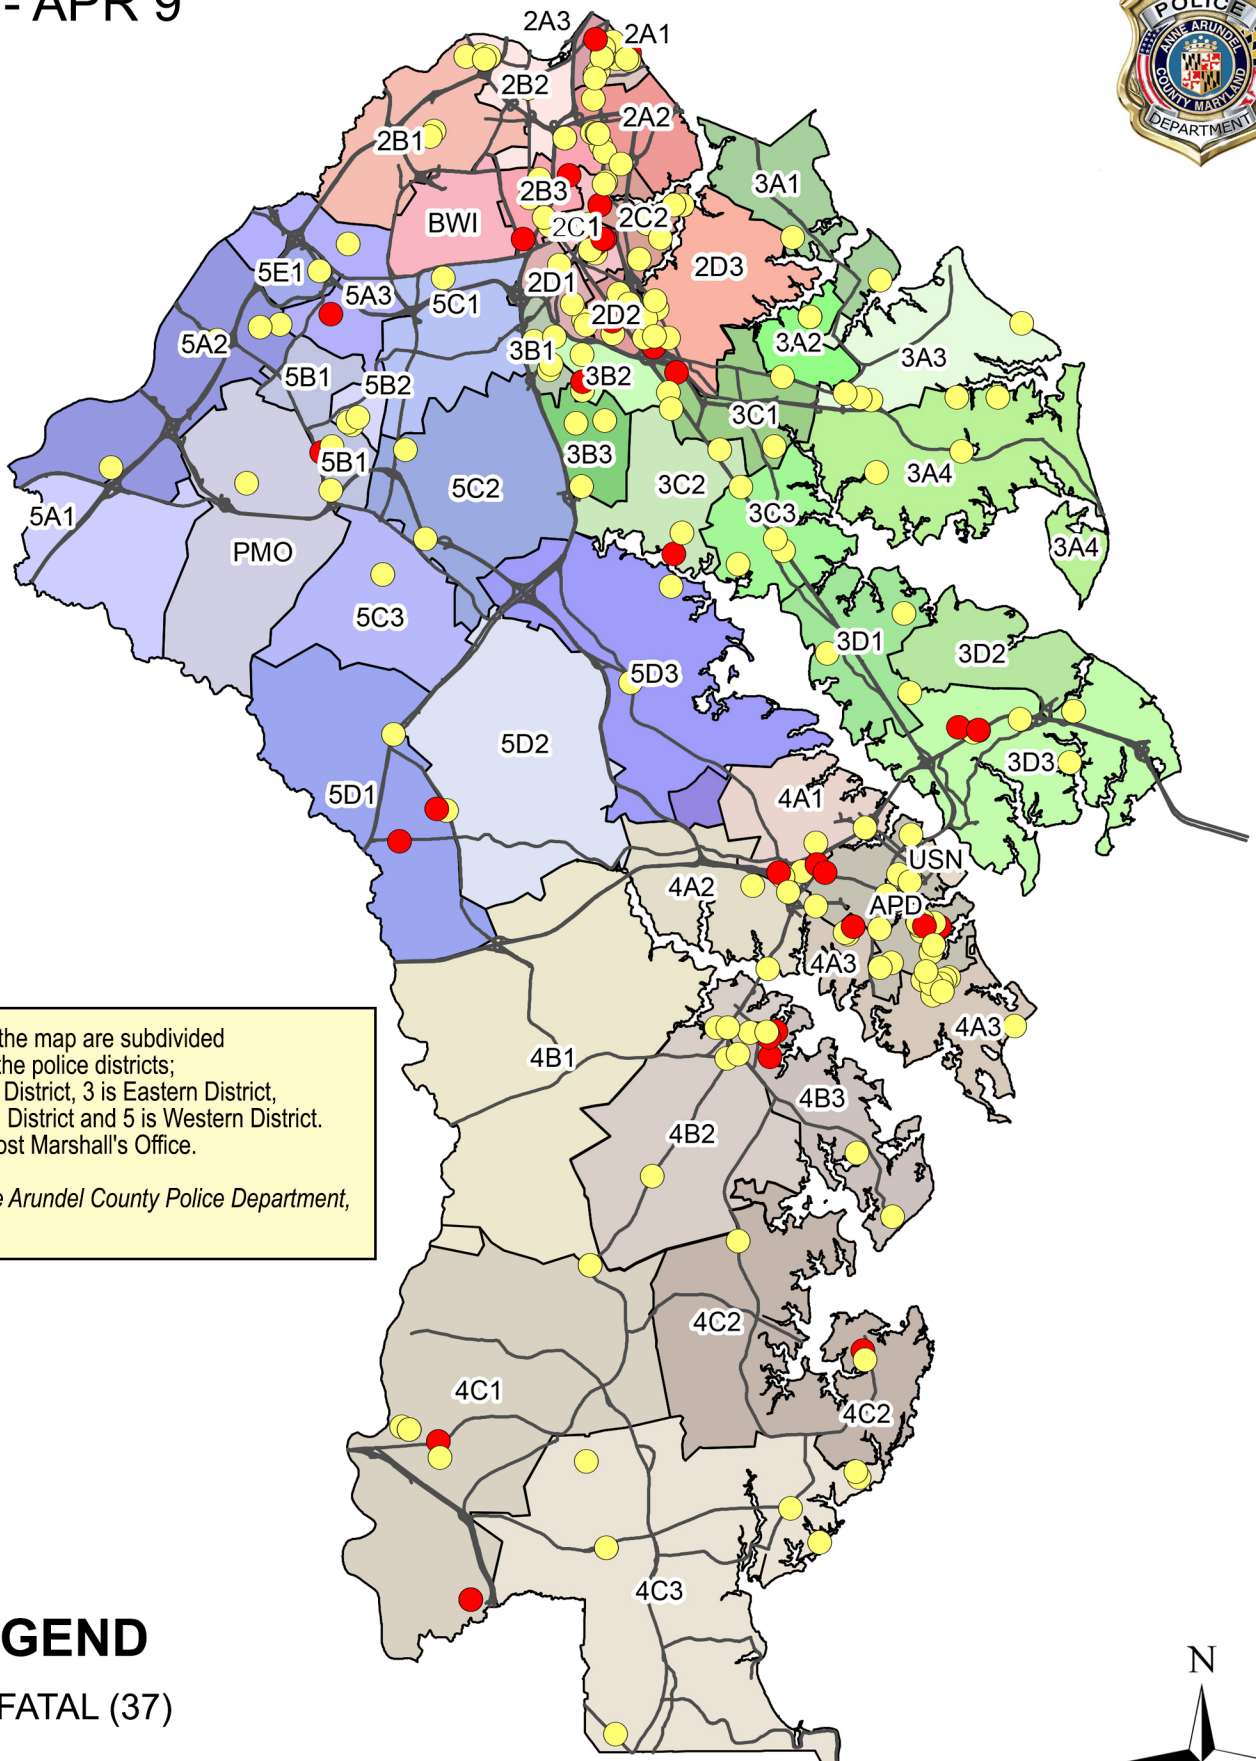 - APR 9
POLICE
ANNE ARUNDEL
COUNTY MARYLAND
DEPARTMENT
2A3
2A1
2B2
2A2
2B1
3A1
2B3
BWI
2C1
2C2
2D3
5E1
5A3
5C1
2D1
2D2
3A2
5A2
3B1
3A3
5B1
5B2
3B2
3C1
3B3
5B1
3A4
5C2
3C2
5A1
3C3
PMO
3A4
5C3
3D1
3D2
5D3
5D2
3D3
5D1
4A1
USN
4A2
APD
4A3
4A3
the map are subdivided
the police districts;
District, 3 is Eastern District,
District and 5 is Western District.
ost Marshall's Office.
e Arundel County Police Department,
4B1
4B3
4B2
4C2
4C1
4C2
4C3
GEND
FATAL (37)
N